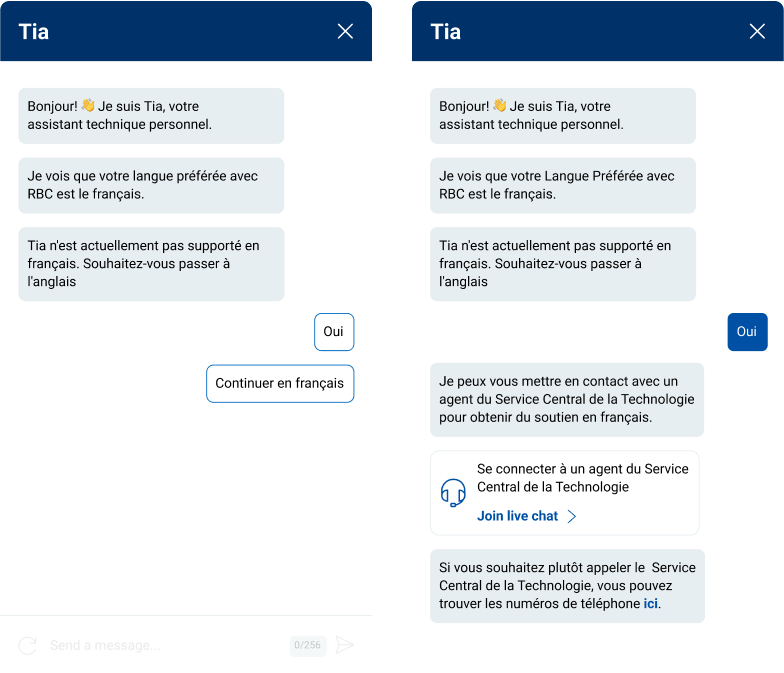 Tia
Bonjour! 👋 Je suis Tia, votre
assistant technique personnel.
Je vois que votre langue préférée avec
RBC est le français.
Tia n'est actuellement pas supporté en
français. Souhaitez-vous passer à
l'anglais
Oui
Continuer en français
Send a message...
0/256
Tia
Bonjour! 👋 Je suis Tia, votre
assistant technique personnel.
Je vois que votre Langue Préférée avec
RBC est le français.
Tia n'est actuellement pas supporté en
français. Souhaitez-vous passer à
l'anglais
Oui
Je peux vous mettre en contact avec un
agent du Service Central de la Technologie
pour obtenir du soutien en français.
Se connecter à un agent du Service
Central de la Technologie
Join live chat
Si vous souhaitez plutôt appeler le  Service
Central de la Technologie, vous pouvez
trouver les numéros de téléphone ici.